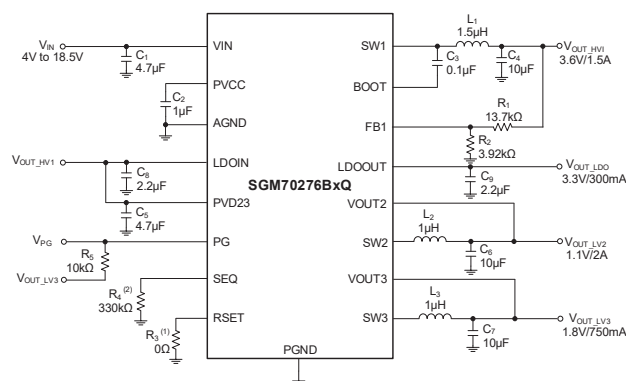 VIN
4V to 18.5V
C1
4.7µF
VIN
PVCC
C2
1µF
AGND
VOUT_HV1
LDOIN
C8
2.2µF
PVD23
C5
4.7µF
VPG
PG
R5
10kΩ
VOUT_LV3
SEQ
R4(2)
330kΩ
RSET
R3(1)
0Ω
SGM70276BxQ
PGND
SW1
L1
1.5µH
C3
0.1µF
C4
10µF
VOUT_HVI
3.6V/1.5A
BOOT
FB1
R1
13.7kΩ
R2
3.92kΩ
LDOOUT
VOUT_LDO
3.3V/300mA
C9
2.2µF
VOUT2
L2
1µH
SW2
C6
10µF
VOUT_LV2
1.1V/2A
VOUT3
L3
1µH
SW3
C7
10µF
VOUT_LV3
1.8V/750mA